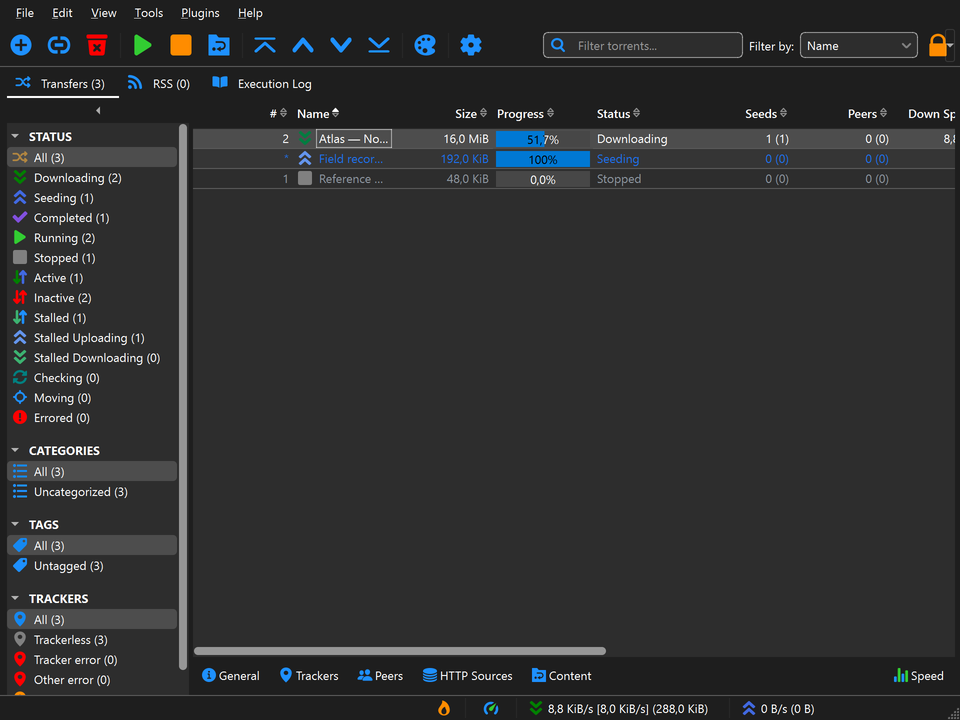 File Edit View Tools Plugins Help
Filter torrents... Filter by: Name
Transfers (3) RSS (0) Execution Log
# Name Size Progress Status Seeds Peers Down Sp
2 Atlas — No... 16,0 MiB 51,7% Downloading 1 (1) 0 (0) 8,8
* Field recor... 192,0 KiB 100% Seeding 0 (0) 0 (0)
1 Reference ... 48,0 KiB 0,0% Stopped 0 (0) 0 (0)
STATUS
All (3)
Downloading (2)
Seeding (1)
Completed (1)
Running (2)
Stopped (1)
Active (1)
Inactive (2)
Stalled (1)
Stalled Uploading (1)
Stalled Downloading (0)
Checking (0)
Moving (0)
Errored (0)
CATEGORIES
All (3)
Uncategorized (3)
TAGS
All (3)
Untagged (3)
TRACKERS
All (3)
Trackerless (3)
Tracker error (0)
Other error (0)
General Trackers Peers HTTP Sources Content Speed
8,8 KiB/s [8,0 KiB/s] (288,0 KiB) 0 B/s (0 B)